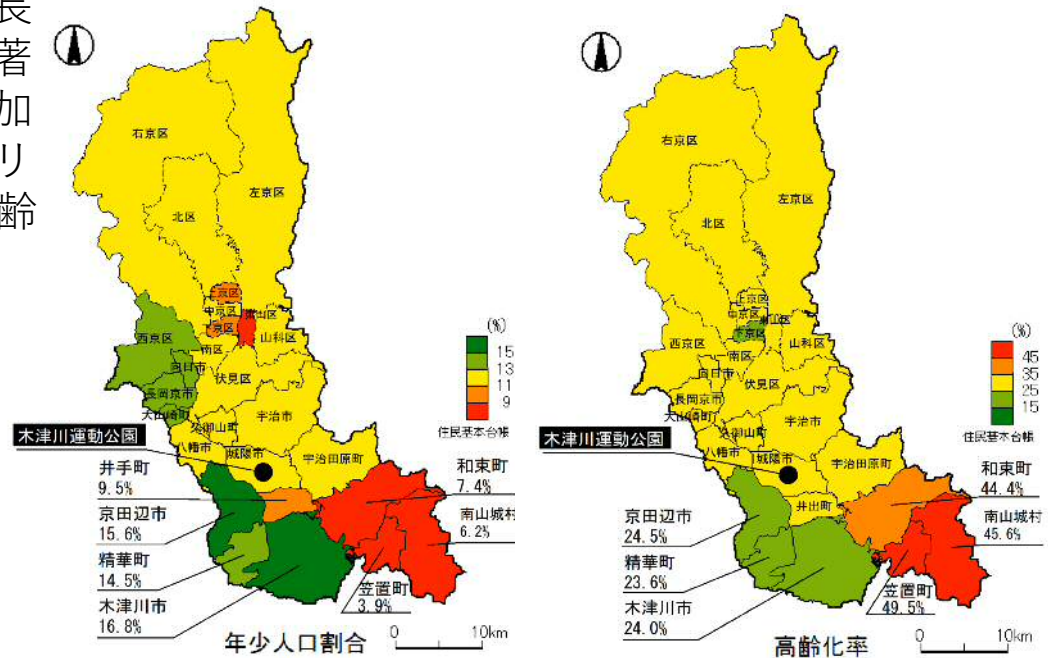 長
著
加
リ
齢
右京区
左京区
北区
上京区
中京区
下京区
東山区
山科区
西京区
南区
向日市
伏見区
長岡京市
大山崎町
久御山町
宇治市
八幡市
城陽市
宇治田原町
木津川運動公園
井手町
9.5%
京田辺市
15.6%
精華町
14.5%
木津川市
16.8%
和束町
7.4%
南山城村
6.2%
笠置町
3.9%
(%)
15
13
11
9
住民基本台帳
年少人口割合
0 10km
右京区
左京区
北区
上京区
中京区
下京区
山科区
西京区
南区
向日市
伏見区
長岡京市
大山崎町
久御山町
宇治市
八幡市
城陽市
宇治田原町
木津川運動公園
井出町
京田辺市
24.5%
精華町
23.6%
木津川市
24.0%
和束町
44.4%
南山城村
45.6%
笠置町
49.5%
(%)
45
35
25
15
住民基本台帳
高齢化率
0 10km